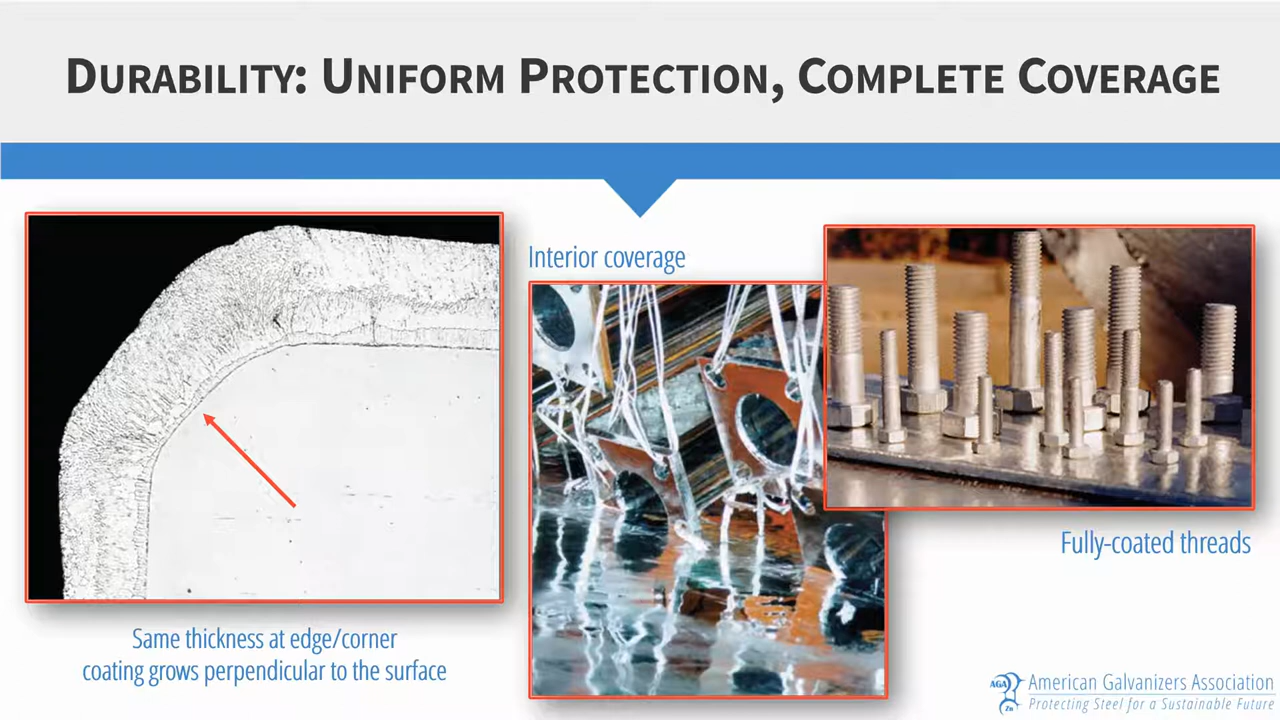 DURABILITY: UNIFORM PROTECTION, COMPLETE COVERAGE
Interior coverage
Fully-coated threads
Same thickness at edge/corner
coating grows perpendicular to the surface
AGA
Zn
American Galvanizers Association
Protecting Steel for a Sustainable Future